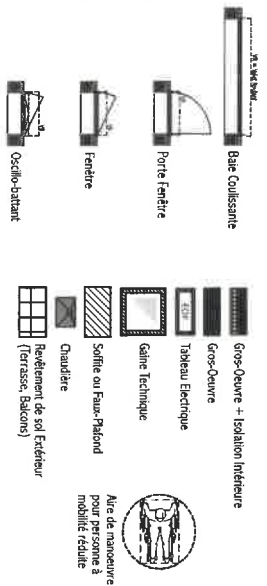 Baie Coulissante
Porte Fenêtre
Fenêtre
Oscillo-battant
Gros-Oeuvre + Isolation Intérieure
Gros-Oeuvre
Tableau Electrique
Gaine Technique
Soffite ou Faux-Plafond
Chaudière
Revêtement de sol Extérieur
(Terrasse, Balcons)
Aire de manoeuvre
pour personne à
mobilité réduite